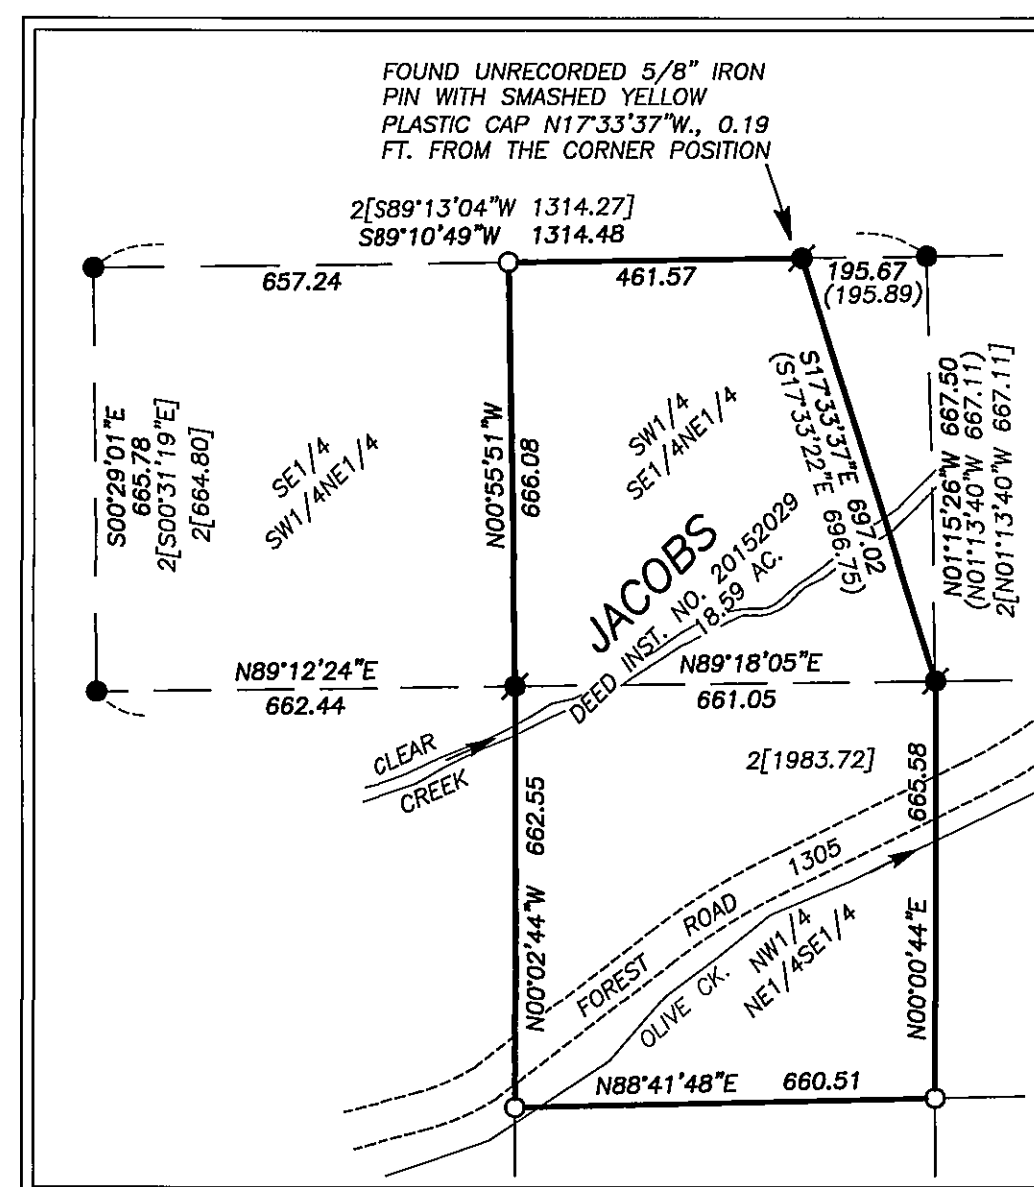 FOUND UNRECORDED 5/8" IRON
PIN WITH SMASHED YELLOW
PLASTIC CAP N17°33'37"W., 0.19
FT. FROM THE CORNER POSITION
2[S89°13'04"W 1314.27]
S89°10'49"W 1314.48
657.24
461.57
195.67
(195.89)
S00°29'01"E
665.78
2[S00°31'19"E]
2[664.80]
SE1/4
SW1/4NE1/4
N00°55'51"W
666.08
SW1/4
SE1/4NE1/4
S17°33'37"E 697.02
(S17°33'22"E 696.75)
N01°15'26"W 667.50
(N01°13'40"W 667.11)
2[N01°13'40"W 667.11]
JACOBS
DEED INST. NO. 20152029
18.59 AC.
N89°12'24"E
662.44
N89°18'05"E
661.05
CLEAR
CREEK
2[1983.72]
N00°02'44"W 662.55
665.58
N00°00'44"E
FOREST ROAD 1305
OLIVE CK.
NW1/4
NE1/4SE1/4
N88°41'48"E 660.51